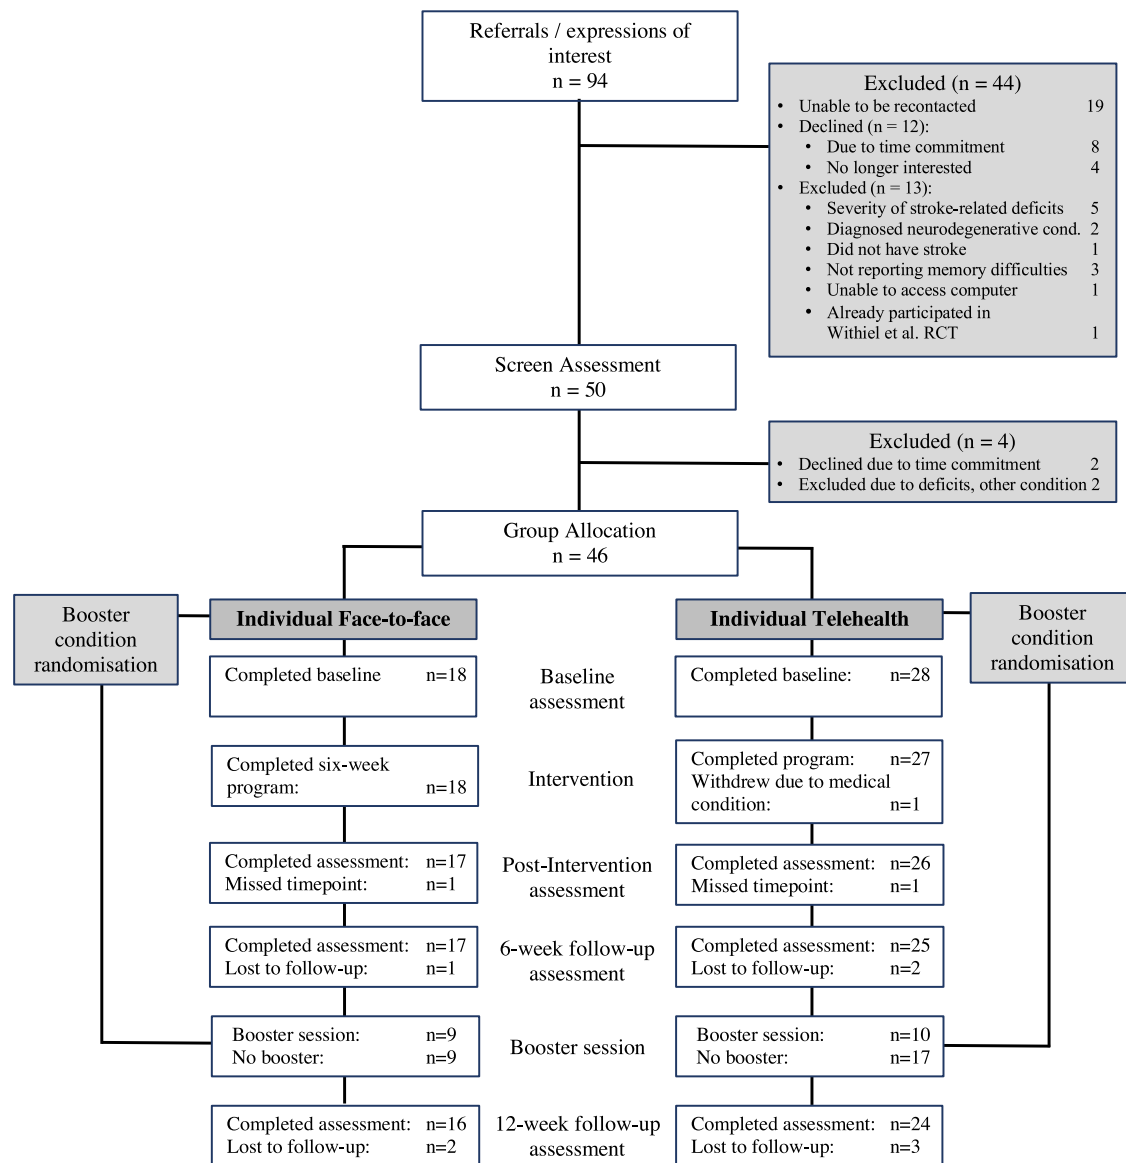 Referrals / expressions of
interest
n = 94
Excluded (n = 44)
• Unable to be recontacted 19
• Declined (n = 12):
• Due to time commitment 8
• No longer interested 4
• Excluded (n = 13):
• Severity of stroke-related deficits 5
• Diagnosed neurodegenerative cond. 2
• Did not have stroke 1
• Not reporting memory difficulties 3
• Unable to access computer 1
• Already participated in
Withiel et al. RCT 1
Screen Assessment
n = 50
Excluded (n = 4)
• Declined due to time commitment 2
• Excluded due to deficits, other condition 2
Group Allocation
n = 46
Booster
condition
randomisation
Individual Face-to-face
Individual Telehealth
Booster
condition
randomisation
Completed baseline n=18
Baseline
assessment
Completed baseline: n=28
Completed six-week
program: n=18
Intervention
Completed program: n=27
Withdrew due to medical
condition: n=1
Completed assessment: n=17
Missed timepoint: n=1
Post-Intervention
assessment
Completed assessment: n=26
Missed timepoint: n=1
Completed assessment: n=17
Lost to follow-up: n=1
6-week follow-up
assessment
Completed assessment: n=25
Lost to follow-up: n=2
Booster session: n=9
No booster: n=9
Booster session
Booster session: n=10
No booster: n=17
Completed assessment: n=16
Lost to follow-up: n=2
12-week follow-up
assessment
Completed assessment: n=24
Lost to follow-up: n=3